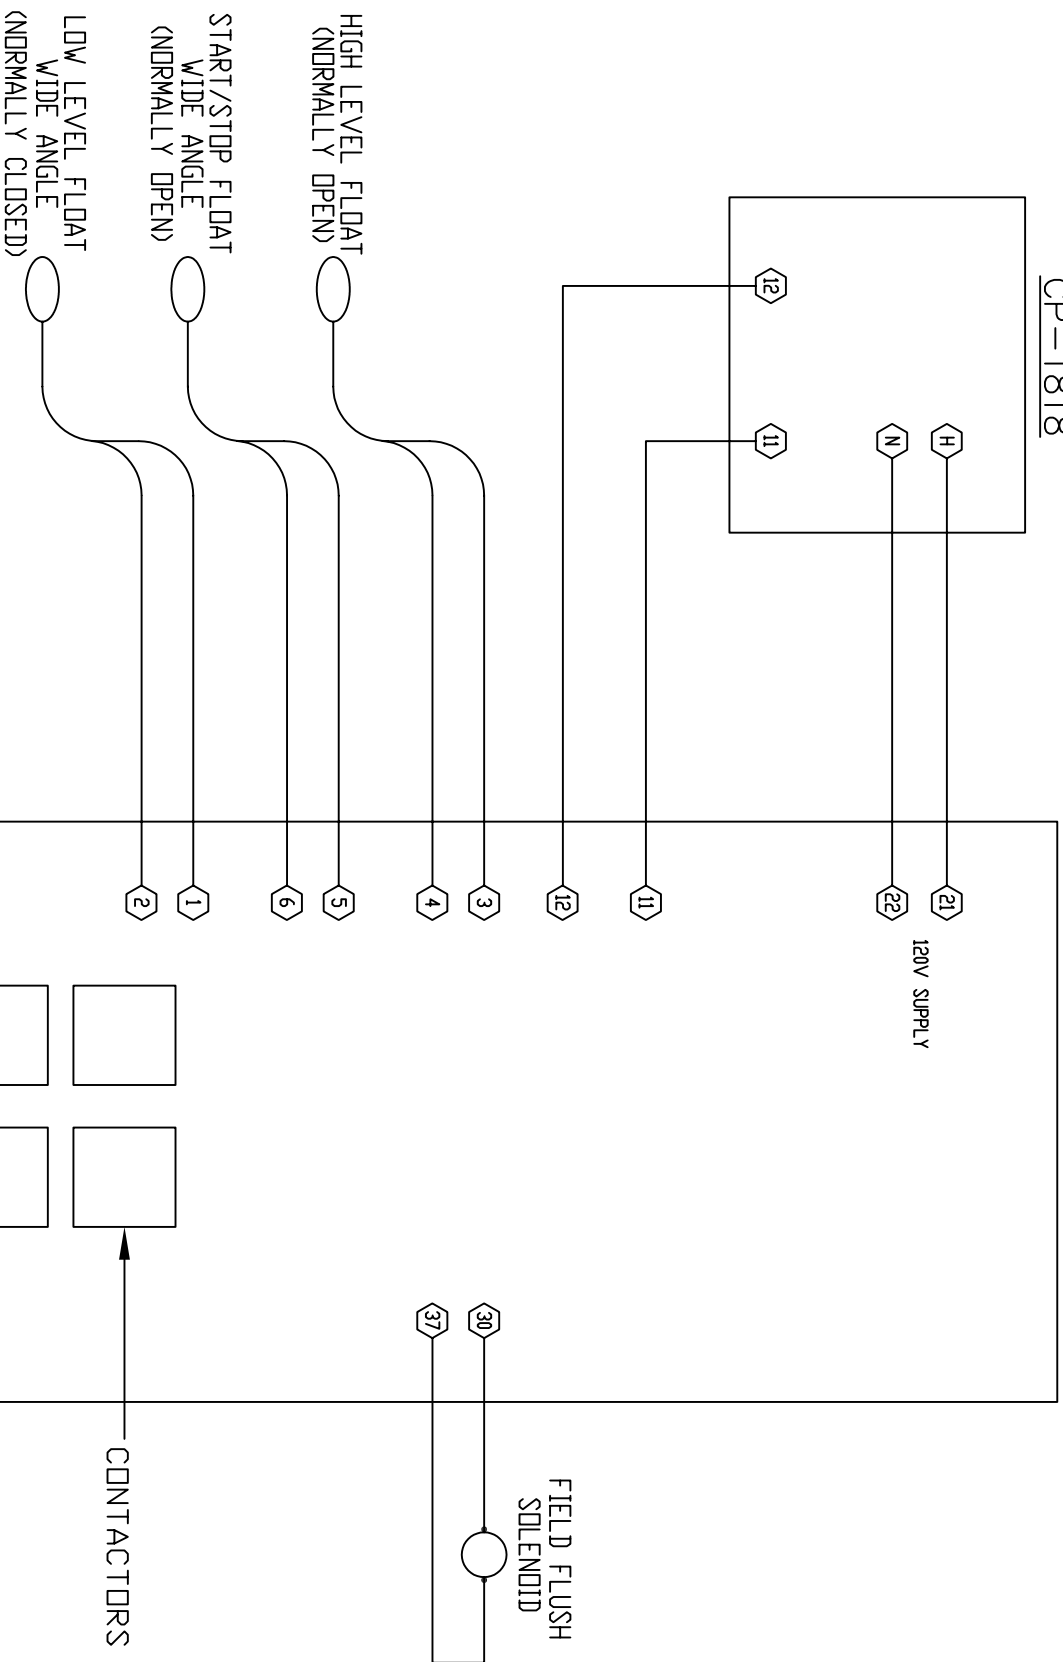 CP-1818
H
N
11
12
21
22
120V SUPPLY
11
12
HIGH LEVEL FLOAT
(NORMALLY OPEN)
3
4
START/STOP FLOAT
WIDE ANGLE
(NORMALLY OPEN)
5
6
LOW LEVEL FLOAT
WIDE ANGLE
(NORMALLY CLOSED)
1
2
30
37
FIELD FLUSH
SOLENOID
CONTACTORS